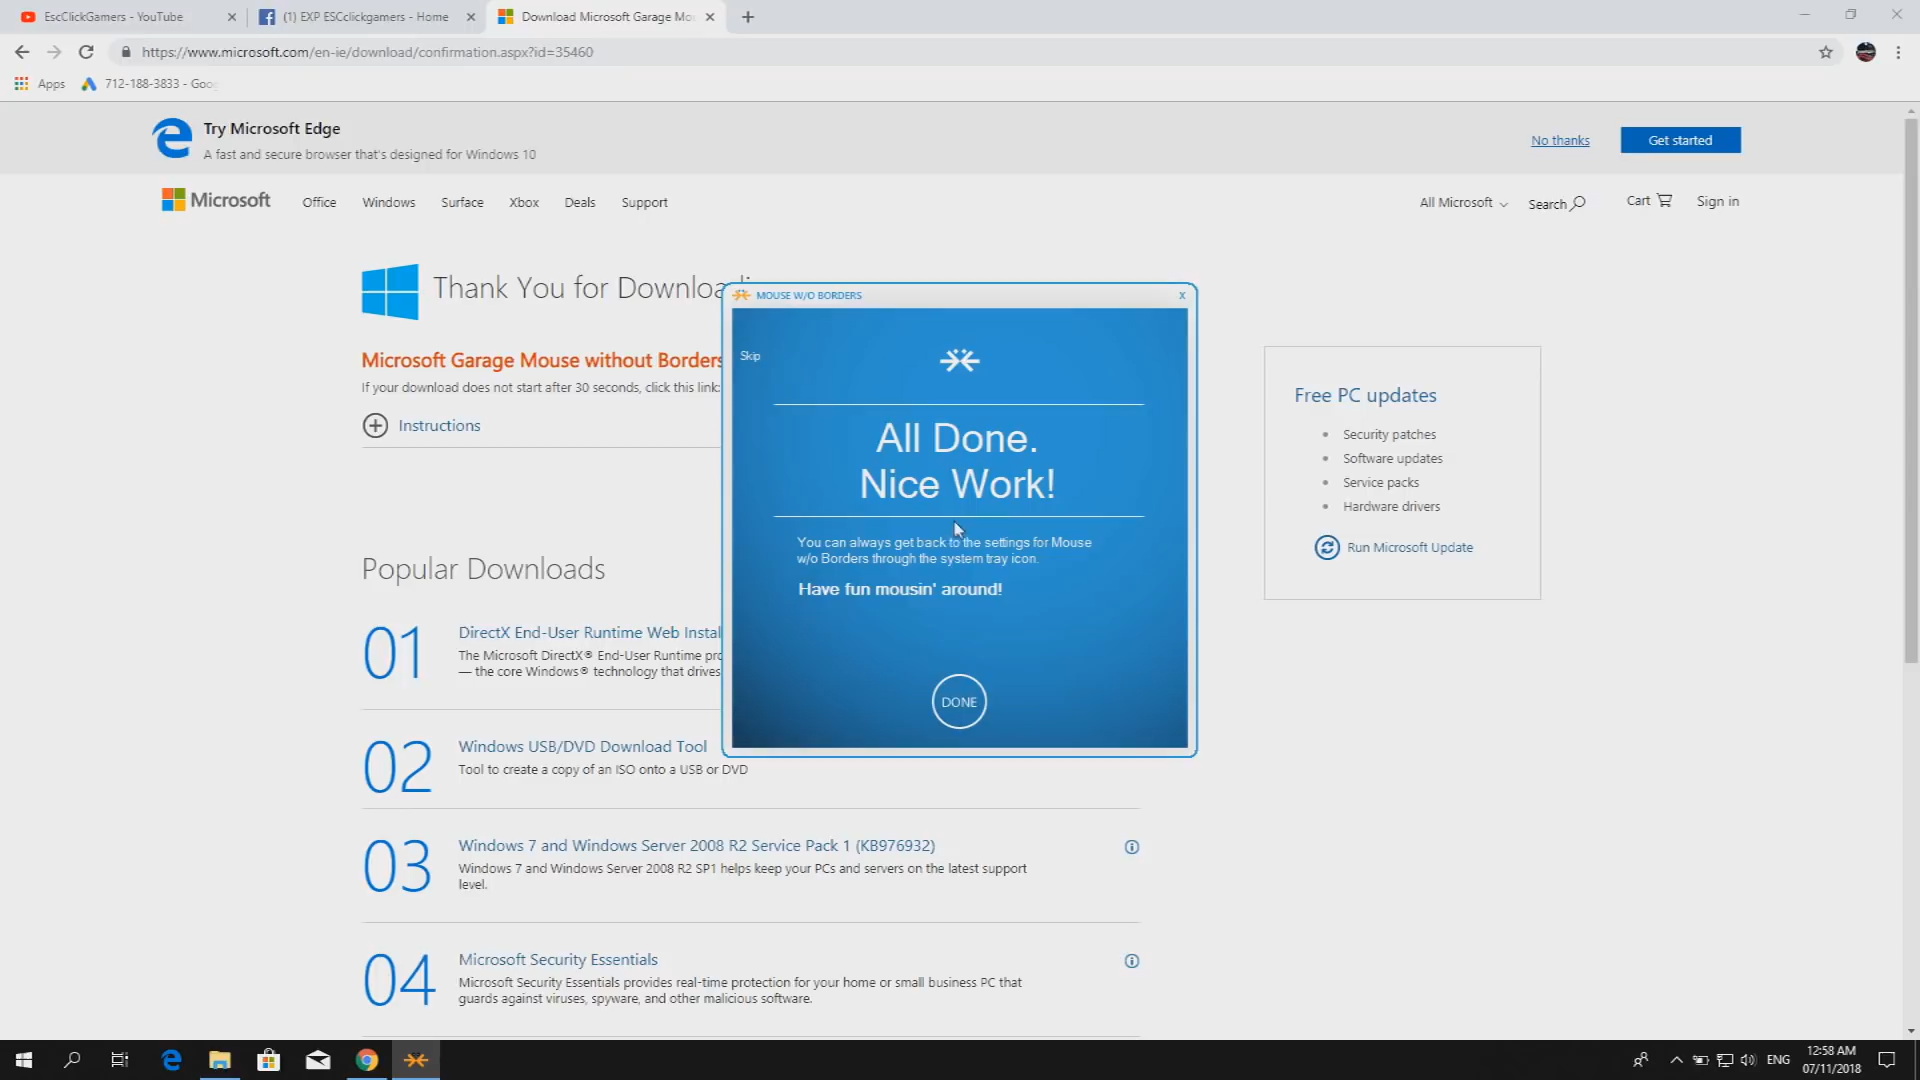 EscClickGamers - YouTube
(1) EXP ESCclickgamers - Home
Download Microsoft Garage Mo
https://www.microsoft.com/en-ie/download/confirmation.aspx?id=35460
Apps
712-188-3833 - Goo
Try Microsoft Edge
A fast and secure browser that's designed for Windows 10
No thanks
Get started
Microsoft
Office
Windows
Surface
Xbox
Deals
Support
All Microsoft
Search
Cart
Sign in
Thank You for Downloadi
Microsoft Garage Mouse without Borders
If your download does not start after 30 seconds, click this link:
Instructions
MOUSE W/O BORDERS
x
Skip
All Done.
Nice Work!
You can always get back to the settings for Mouse
w/o Borders through the system tray icon.
Have fun mousin' around!
DONE
Free PC updates
Security patches
Software updates
Service packs
Hardware drivers
Run Microsoft Update
Popular Downloads
01
DirectX End-User Runtime Web Instal
The Microsoft DirectX® End-User Runtime pro
— the core Windows® technology that drives
02
Windows USB/DVD Download Tool
Tool to create a copy of an ISO onto a USB or DVD
03
Windows 7 and Windows Server 2008 R2 Service Pack 1 (KB976932)
Windows 7 and Windows Server 2008 R2 SP1 helps keep your PCs and servers on the latest support
level.
04
Microsoft Security Essentials
Microsoft Security Essentials provides real-time protection for your home or small business PC that
guards against viruses, spyware, and other malicious software.
ENG
12:58 AM
07/11/2018